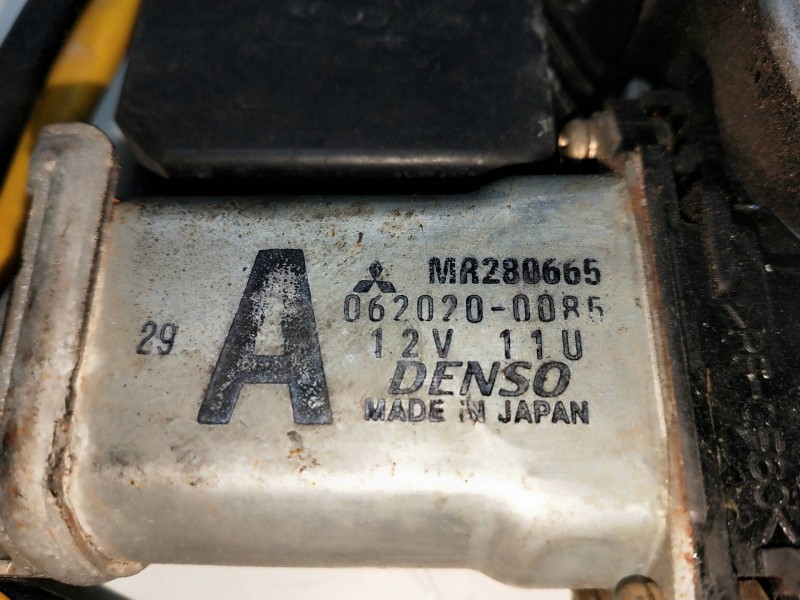 MR280665
062020-0085
29 A
12V 11U
DENSO
MADE IN JAPAN